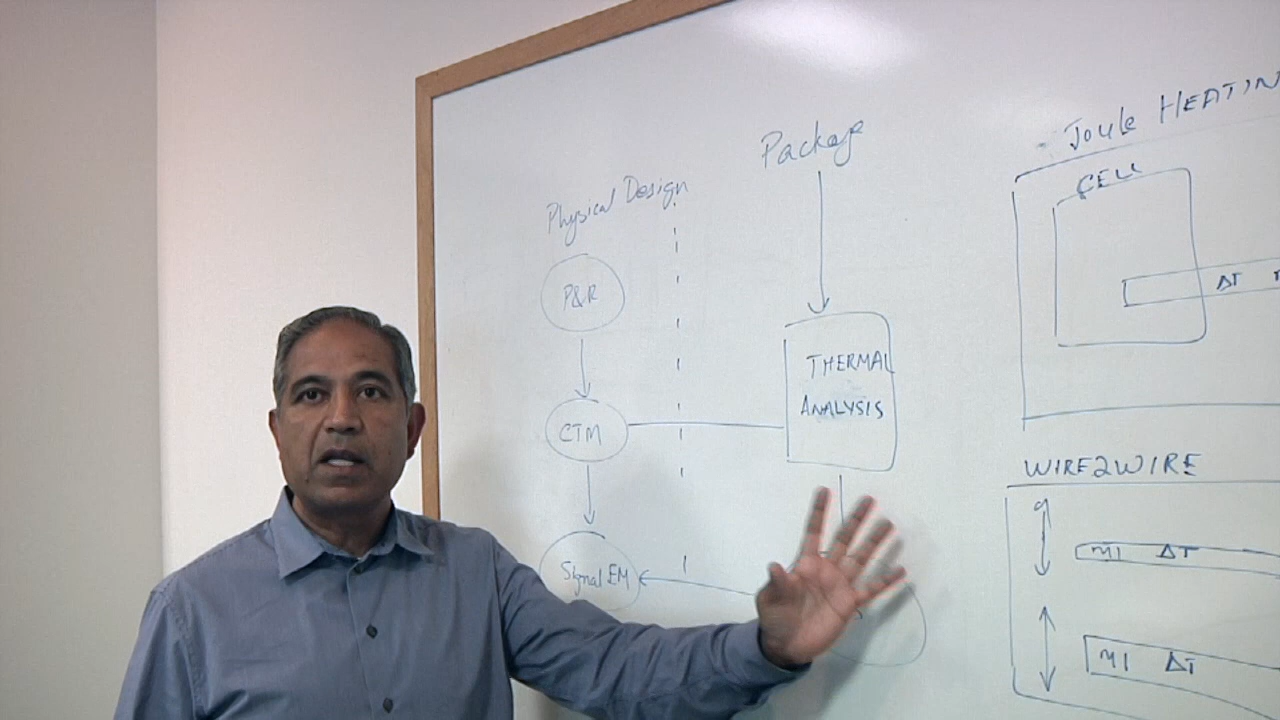 Physical Design
P&R
CTM
Signal EM
Package
THERMAL
ANALYSIS
Joule HEATIN
CELL
ΔT
WIRE2WIRE
M1 ΔT
M1 ΔT